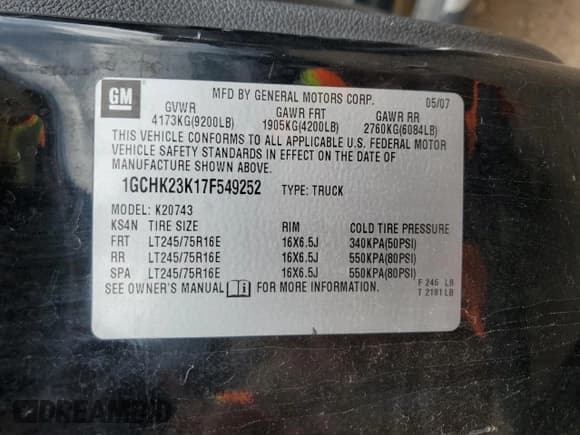 GM
MFD BY GENERAL MOTORS CORP. 05/07
GVWR GAWR FRT GAWR RR
4173KG(9200LB) 1905KG(4200LB) 2760KG(6084LB)
THIS VEHICLE CONFORMS TO ALL APPLICABLE U.S. FEDERAL MOTOR
VEHICLE SAFETY STANDARDS IN EFFECT ON THE DATE OF
MANUFACTURE SHOWN ABOVE.
1GCHK23K17F549252 TYPE: TRUCK
MODEL: K20743
KS4N TIRE SIZE RIM COLD TIRE PRESSURE
FRT LT245/75R16E 16X6.5J 340KPA(50PSI)
RR LT245/75R16E 16X6.5J 550KPA(80PSI)
SPA LT245/75R16E 16X6.5J 550KPA(80PSI)
SEE OWNER'S MANUAL i FOR MORE INFORMATION.
F 246 LB
T 2181LB
DREAMBID